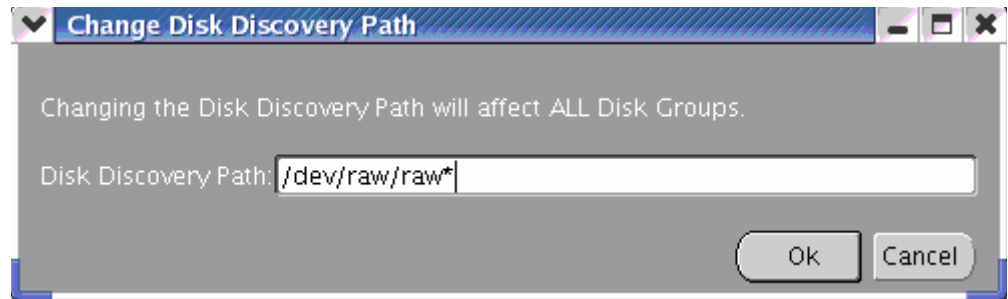 Change Disk Discovery Path
Changing the Disk Discovery Path will affect ALL Disk Groups.
Disk Discovery Path: /dev/raw/raw*
Ok Cancel